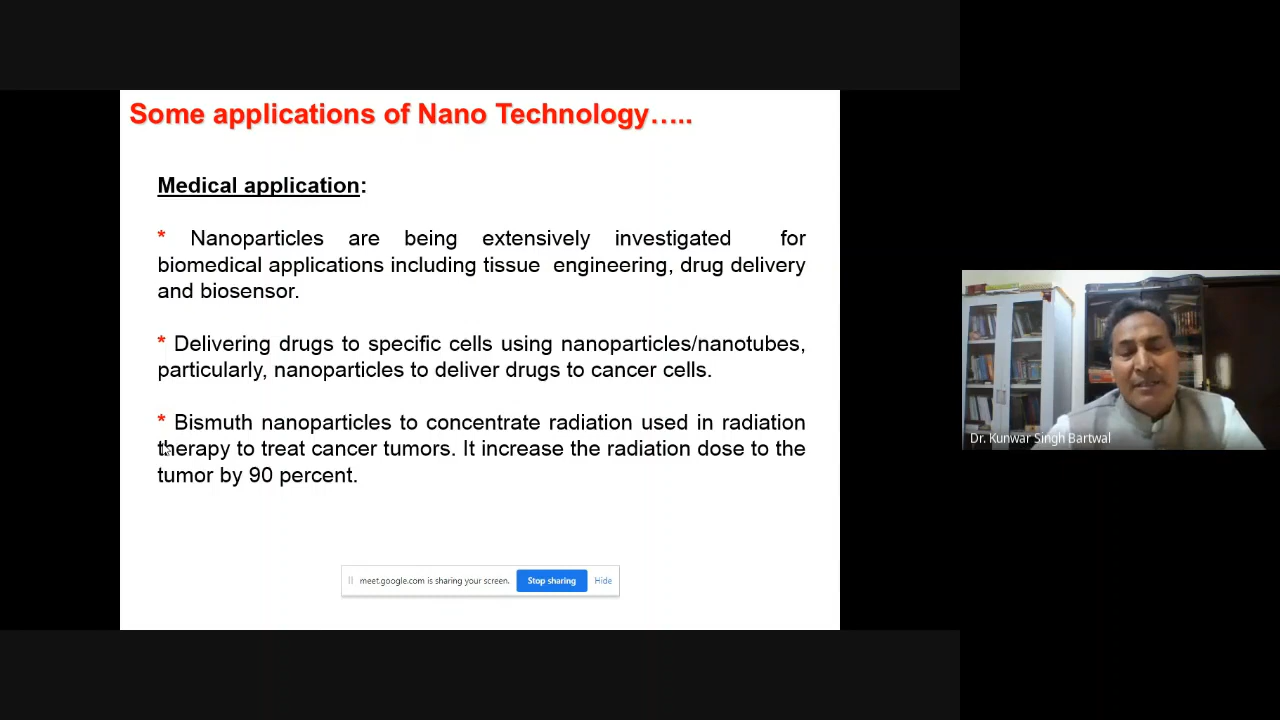 Some applications of Nano Technology…..
Medical application:
* Nanoparticles are being extensively investigated for
biomedical applications including tissue engineering, drug delivery
and biosensor.
* Delivering drugs to specific cells using nanoparticles/nanotubes,
particularly, nanoparticles to deliver drugs to cancer cells.
* Bismuth nanoparticles to concentrate radiation used in radiation
therapy to treat cancer tumors. It increase the radiation dose to the
tumor by 90 percent.
meet.google.com is sharing your screen. Stop sharing Hide
Dr. Kunwar Singh Bartwal